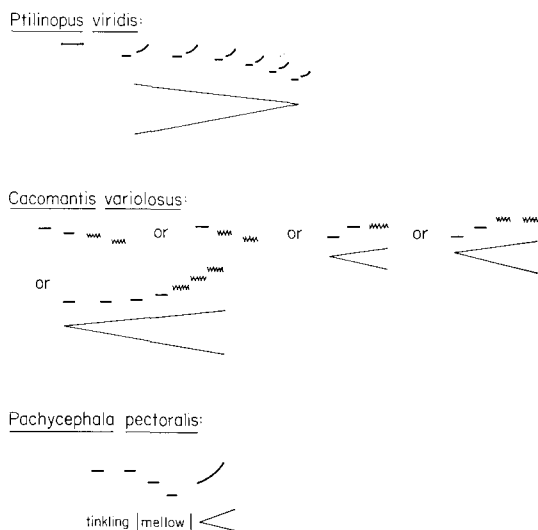 Ptilinopus viridis:
Cacomantis variolosus:
or or or
or
Pachycephala pectoralis:
tinkling | mellow |